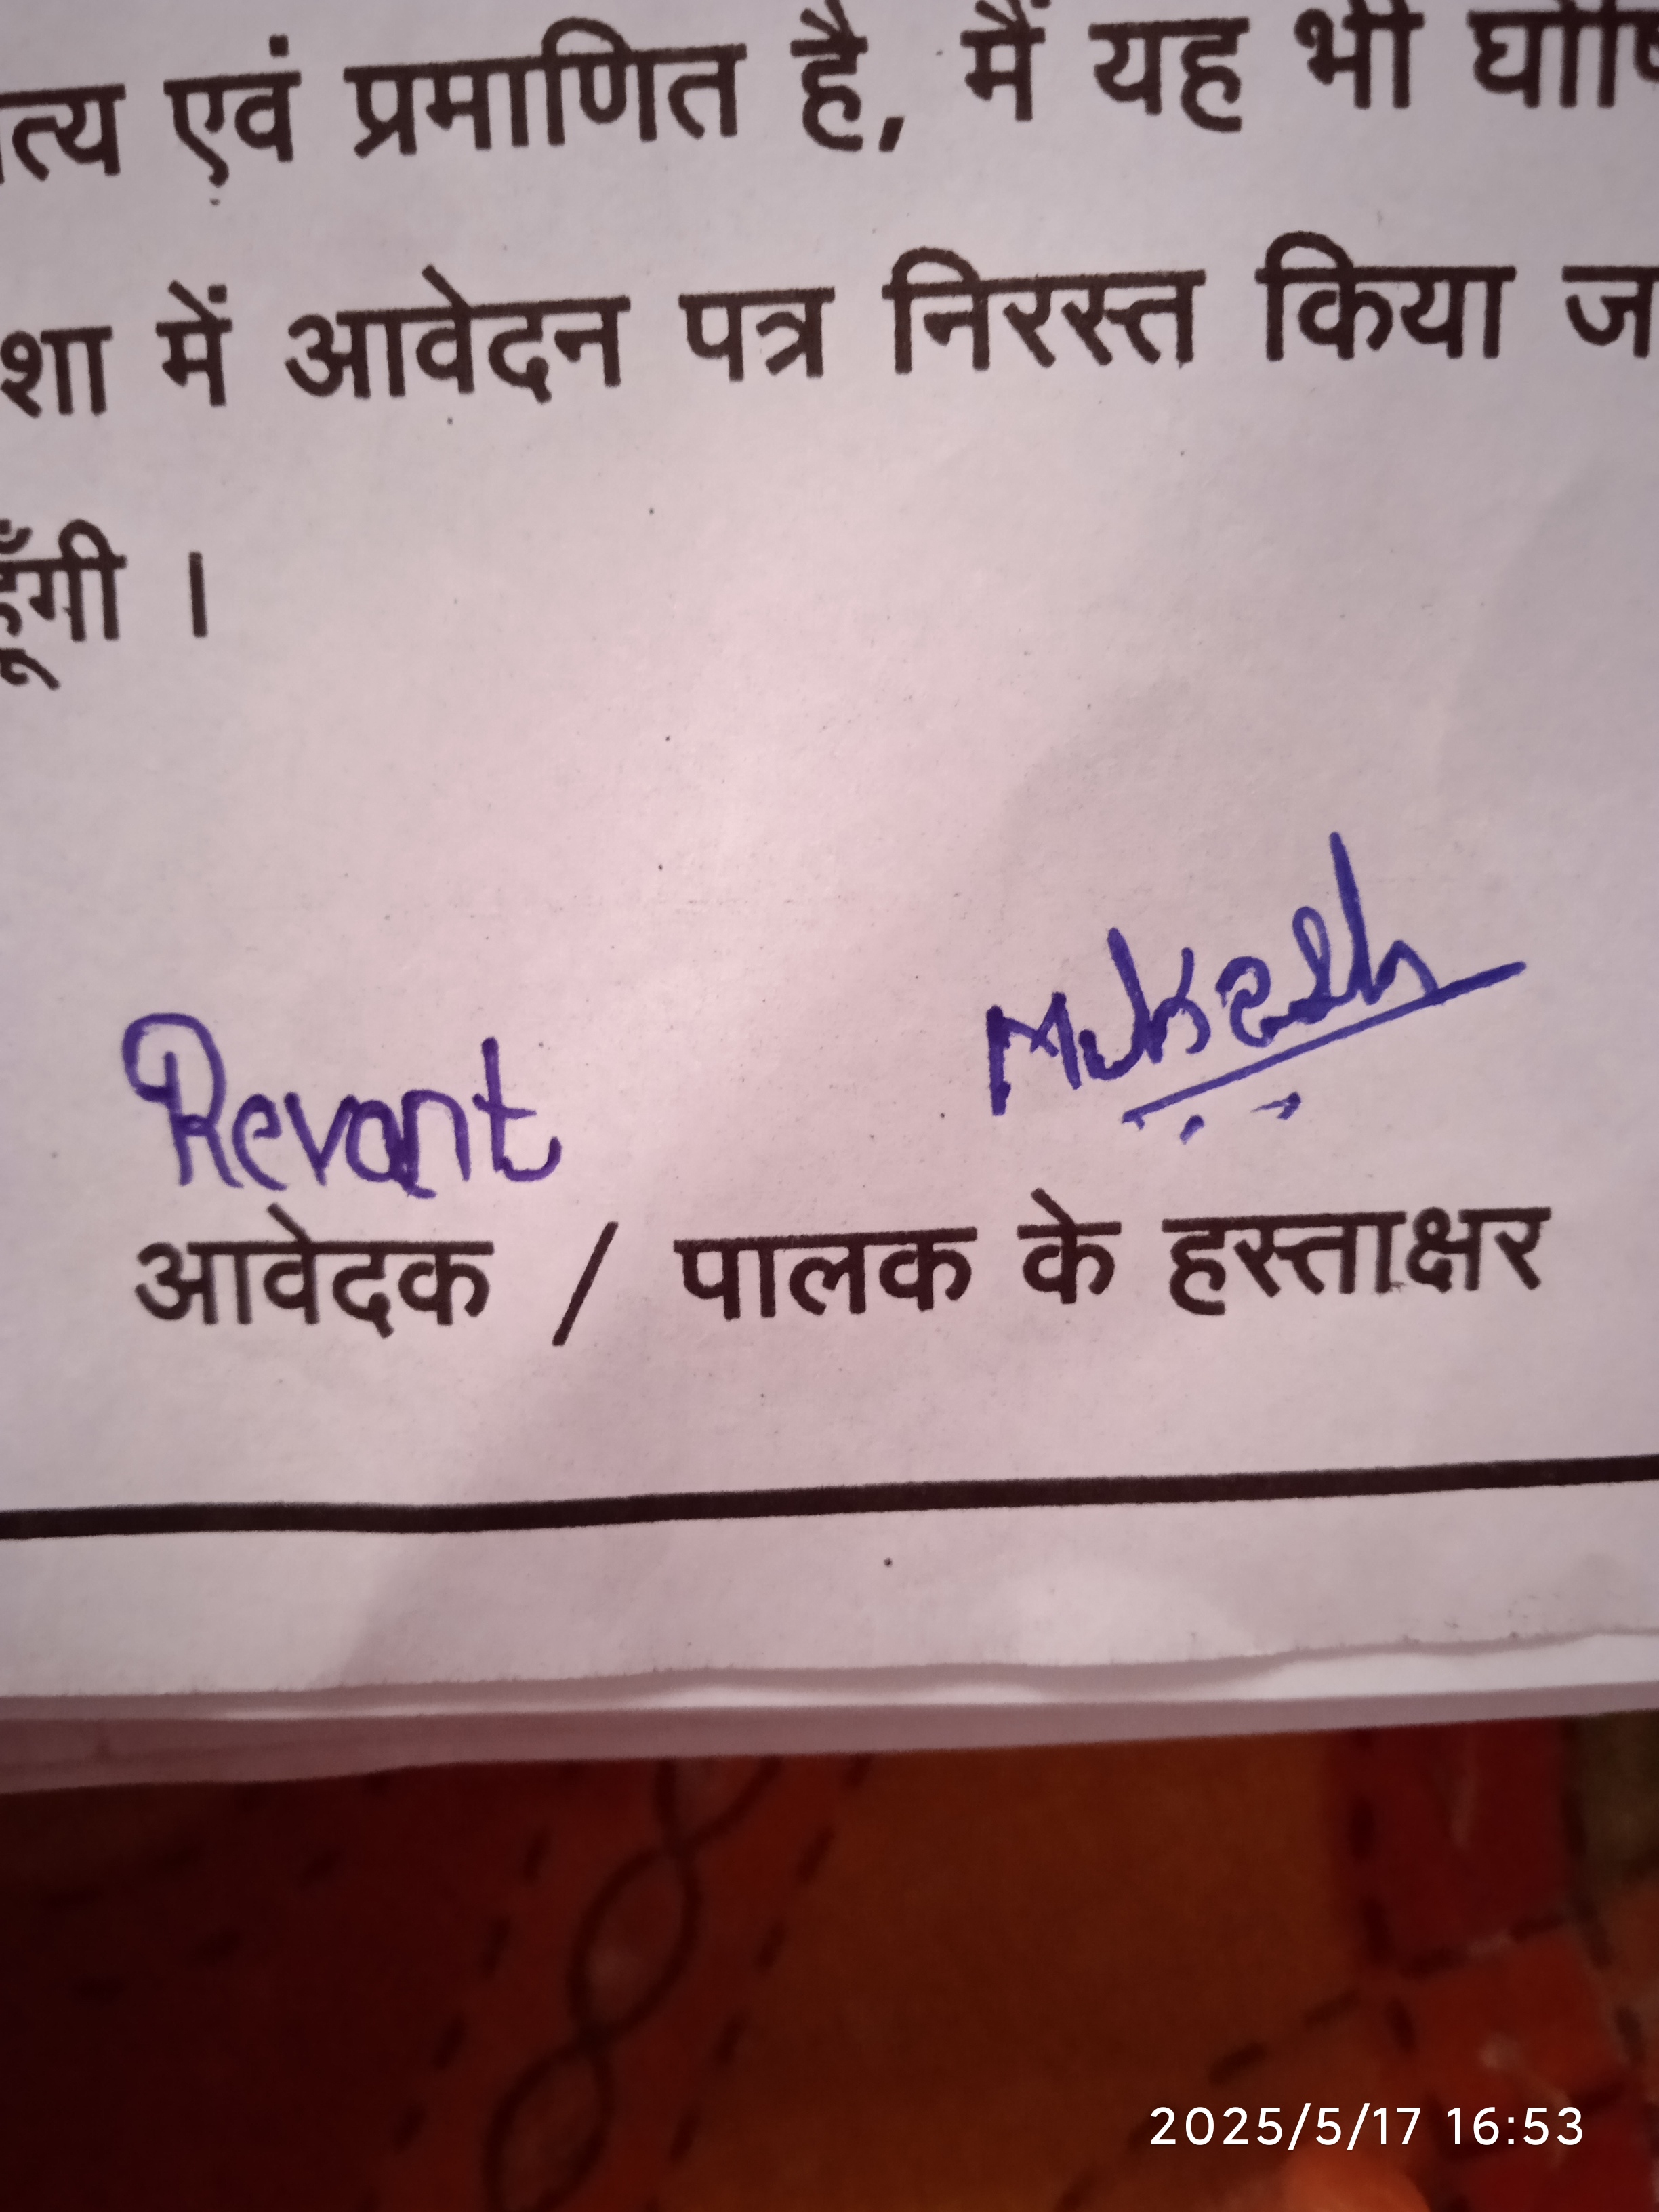 एवं प्रमाणित है, मैं यह भी
में आवेदन पत्र निरस्त किया
।
Revant Mukesh
आवेदक / पालक के हस्ताक्षर
2025/5/17 16:53